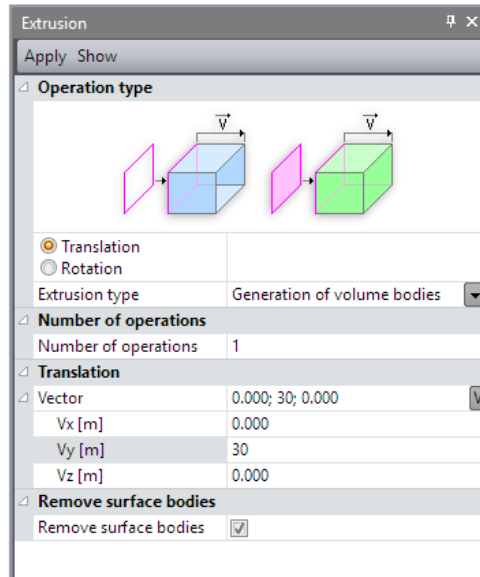 Extrusion
Apply Show
Operation type
V V
Translation
Rotation
Extrusion type Generation of volume bodies
Number of operations
Number of operations 1
Translation
Vector 0.000; 30; 0.000
Vx [m] 0.000
Vy [m] 30
Vz [m] 0.000
Remove surface bodies
Remove surface bodies